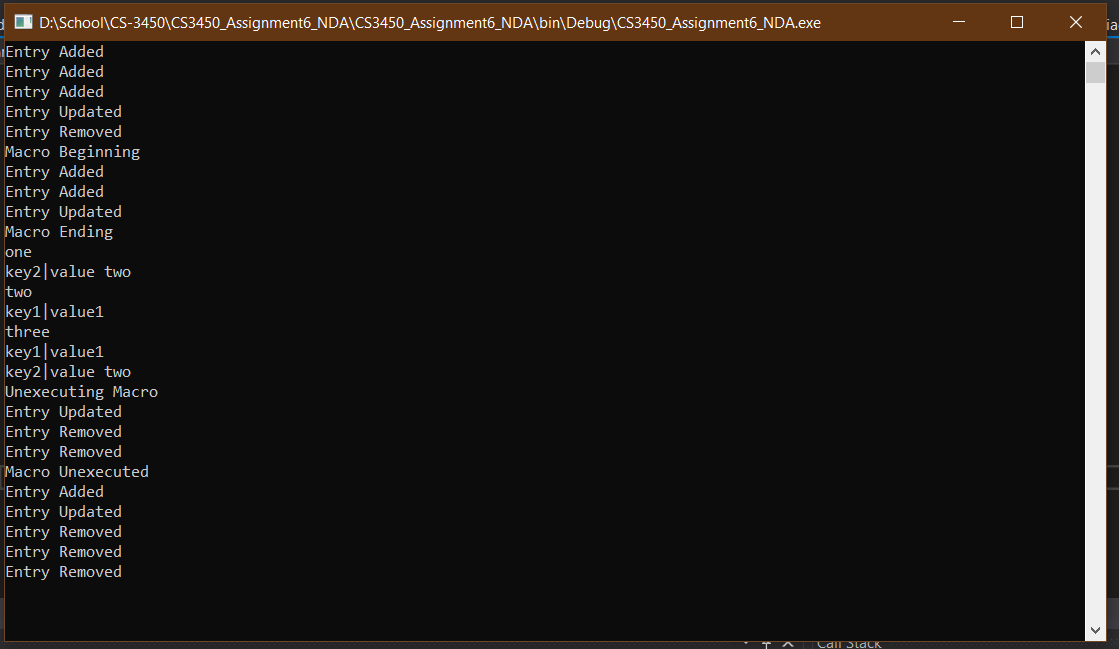 D:\School\CS-3450\CS3450_Assignment6_NDA\CS3450_Assignment6_NDA\bin\Debug\CS3450_Assignment6_NDA.exe
Entry Added
Entry Added
Entry Added
Entry Updated
Entry Removed
Macro Beginning
Entry Added
Entry Added
Entry Updated
Macro Ending
one
key2|value two
two
key1|value1
three
key1|value1
key2|value two
Unexecuting Macro
Entry Updated
Entry Removed
Entry Removed
Macro Unexecuted
Entry Added
Entry Updated
Entry Removed
Entry Removed
Entry Removed
Call Stack